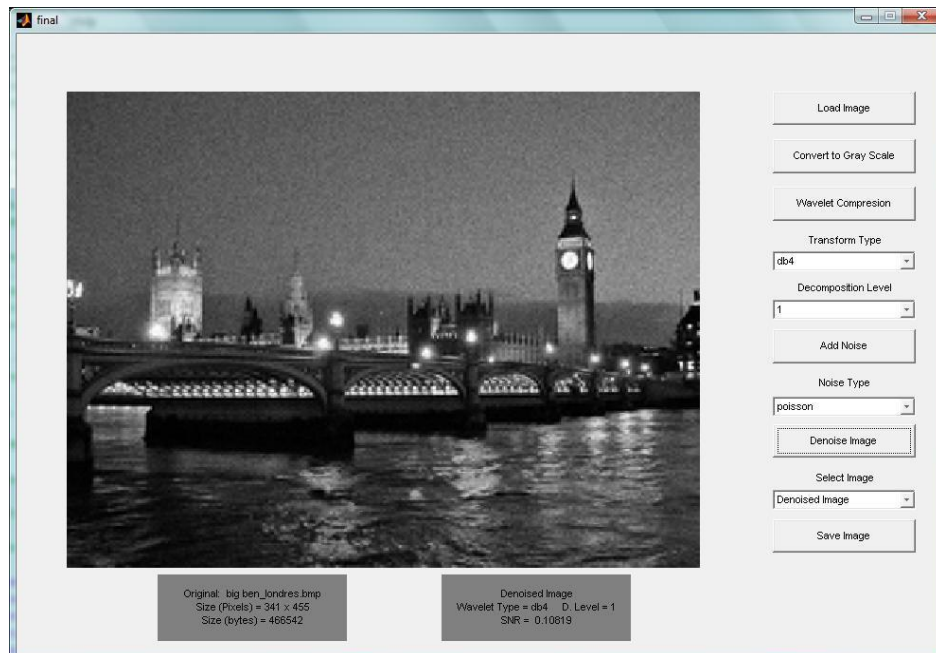 final
Load Image
Convert to Gray Scale
Wavelet Compresion
Transform Type
db4
Decomposition Level
1
Add Noise
Noise Type
poisson
Denoise Image
Select Image
Denoised Image
Save Image
Original: big ben_londres.bmp
Size (Pixels) = 341 x 455
Size (bytes) = 466542
Denoised Image
Wavelet Type = db4 D. Level = 1
SNR = 0.10819